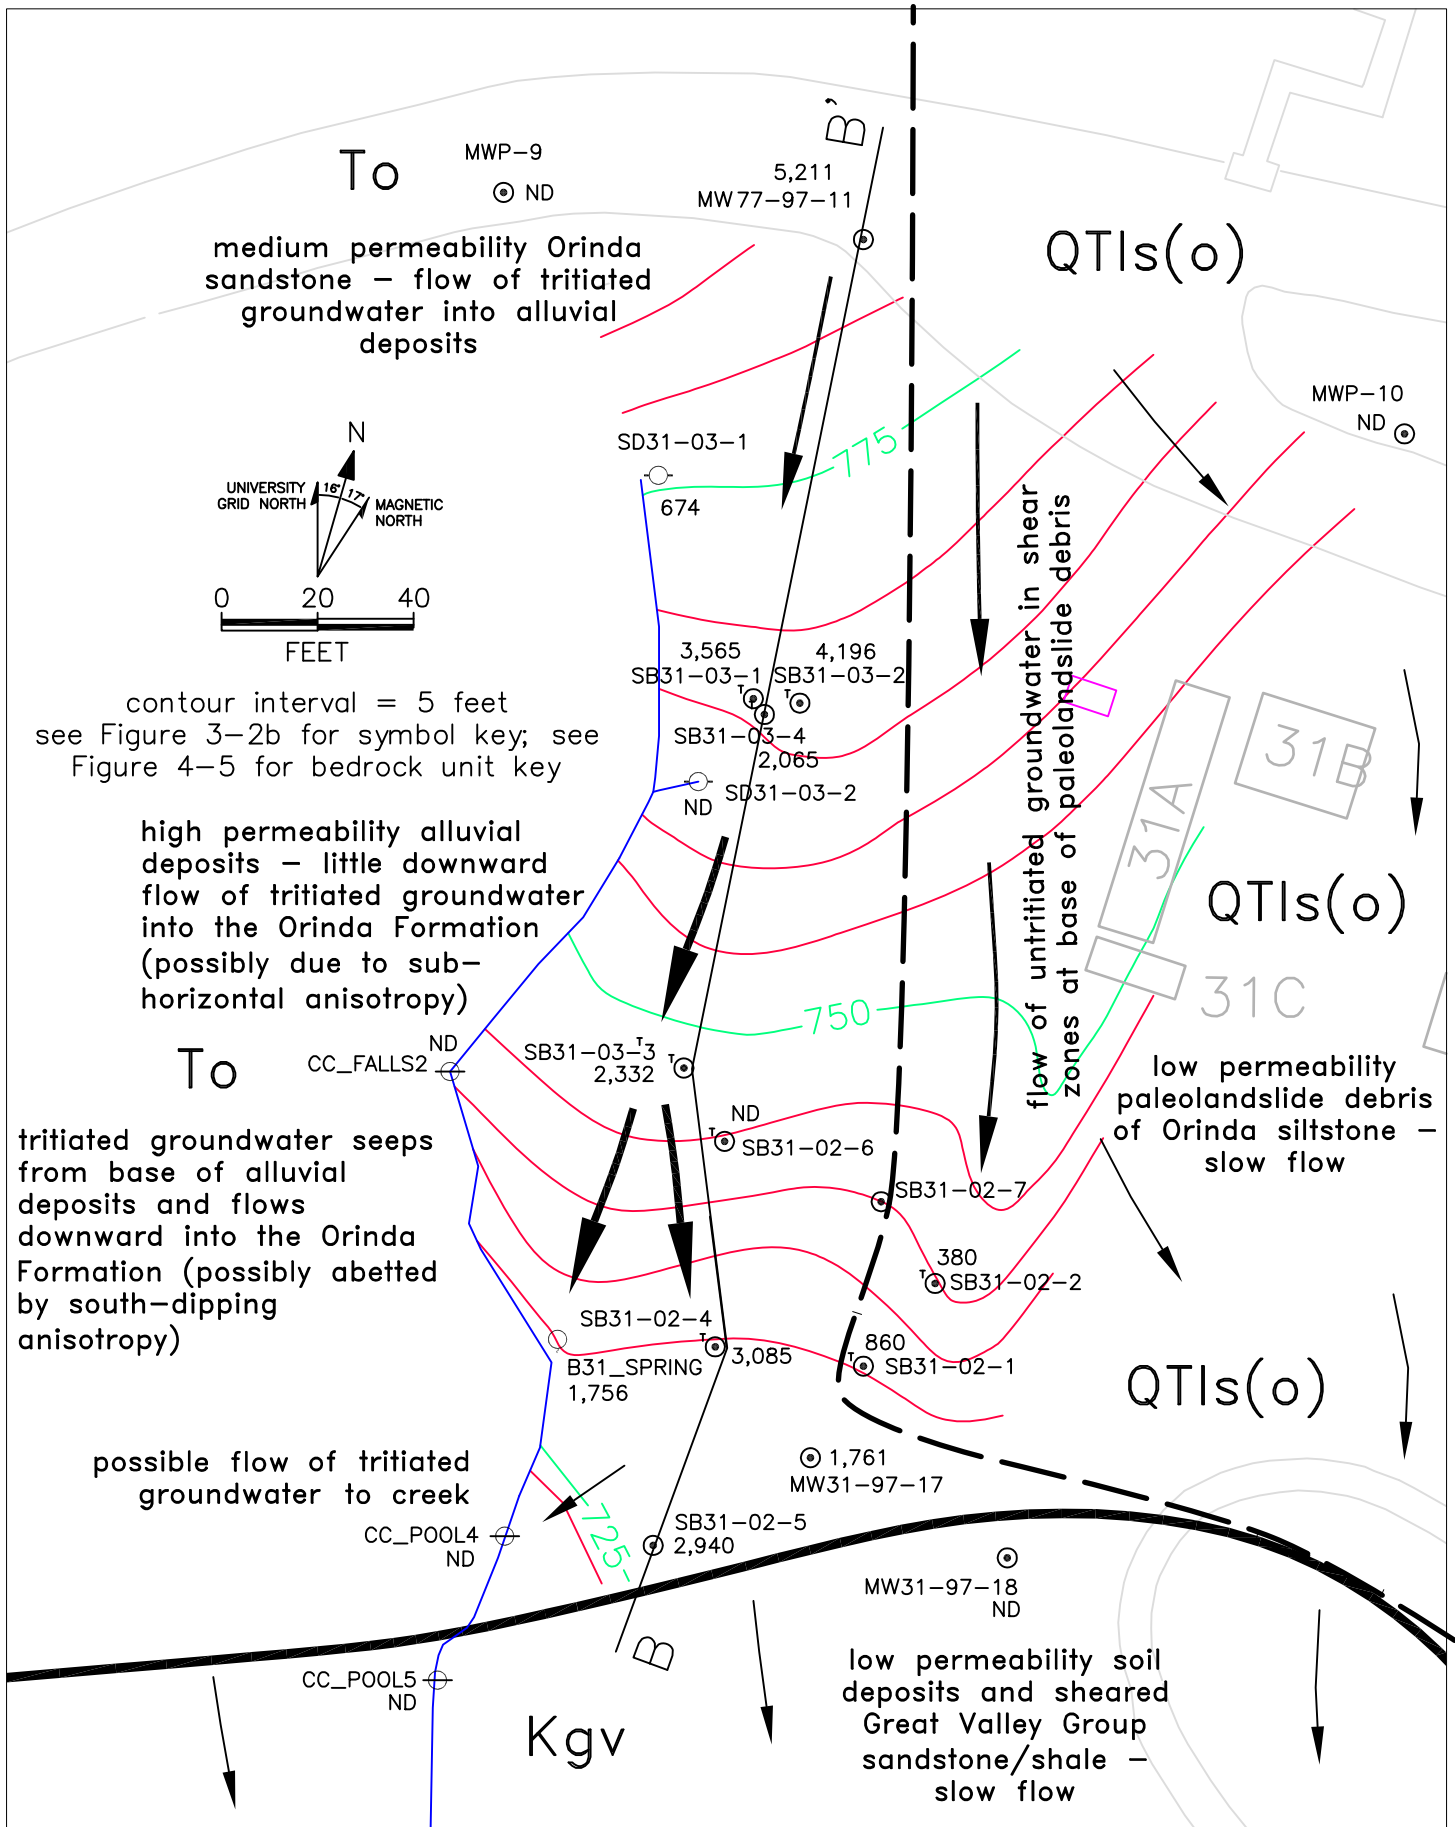 B'
MWP-9
ND
To
5,211
MW77-97-11
QTls(o)
medium permeability Orinda
sandstone - flow of tritiated
groundwater into alluvial
deposits
MWP-10
ND
775
SD31-03-1
674
N
UNIVERSITY
GRID NORTH
16°
17°
MAGNETIC
NORTH
0 20 40
FEET
contour interval = 5 feet
see Figure 3-2b for symbol key; see
Figure 4-5 for bedrock unit key
flow of untritiated groundwater in shear
zones at base of paleolandslide debris
3,565
SB31-03-1
T
4,196
SB31-03-2
T
T
SB31-03-4
2,065
ND
SD31-03-2
31A
31B
31C
high permeability alluvial
deposits - little downward
flow of tritiated groundwater
into the Orinda Formation
(possibly due to sub-
horizontal anisotropy)
QTls(o)
750
To
ND
CC_FALLS2
T
SB31-03-3
2,332
T
low permeability
paleolandslide debris
of Orinda siltstone -
slow flow
ND
T
SB31-02-6
tritiated groundwater seeps
from base of alluvial
deposits and flows
downward into the Orinda
Formation (possibly abetted
by south-dipping
anisotropy)
SB31-02-7
380
T
SB31-02-2
SB31-02-4
T
3,085
860
T
SB31-02-1
B31_SPRING
1,756
QTls(o)
possible flow of tritiated
groundwater to creek
1,761
MW31-97-17
725
CC_POOL4
ND
SB31-02-5
2,940
MW31-97-18
ND
B
CC_POOL5
ND
Kgv
low permeability soil
deposits and sheared
Great Valley Group
sandstone/shale -
slow flow